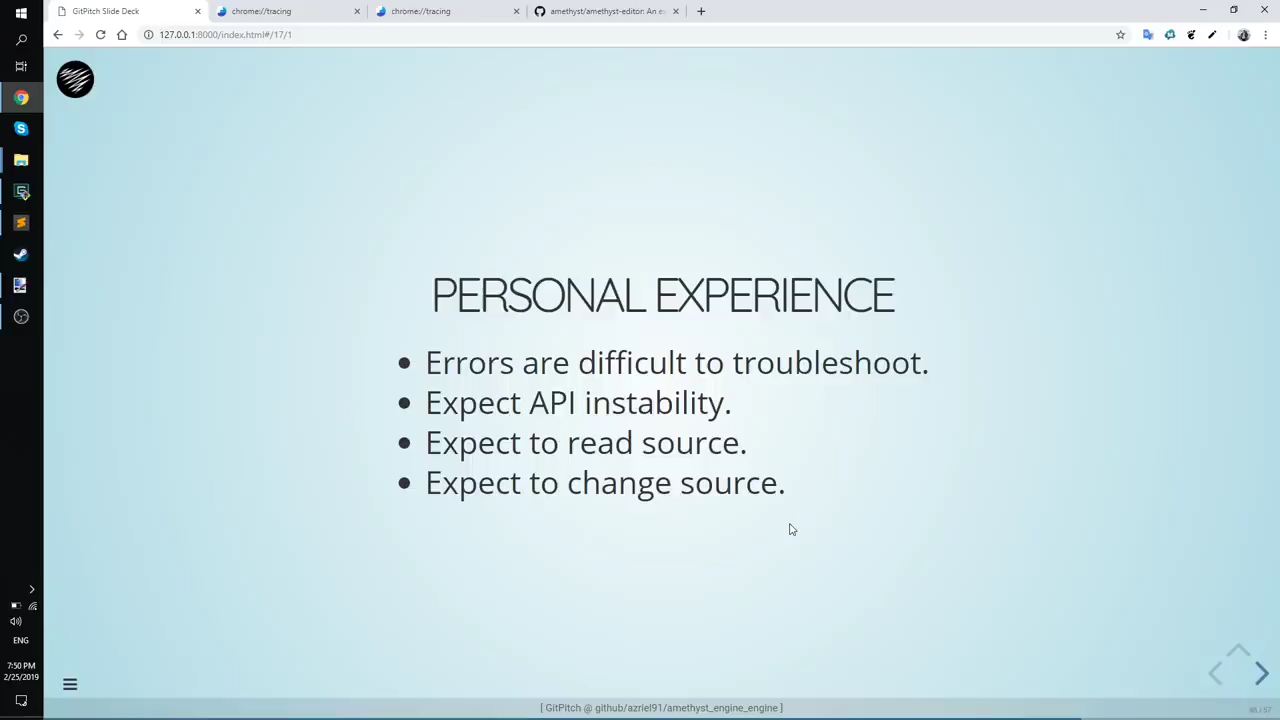 GitPitch Slide Deck
chrome://tracing
chrome://tracing
amethyst/amethyst-editor: An ex
127.0.0.1:8000/index.html#/17/1
PERSONAL EXPERIENCE
Errors are difficult to troubleshoot.
Expect API instability.
Expect to read source.
Expect to change source.
ENG
7:50 PM
2/25/2019
[ GitPitch @ github/azriel91/amethyst_engine_engine ]